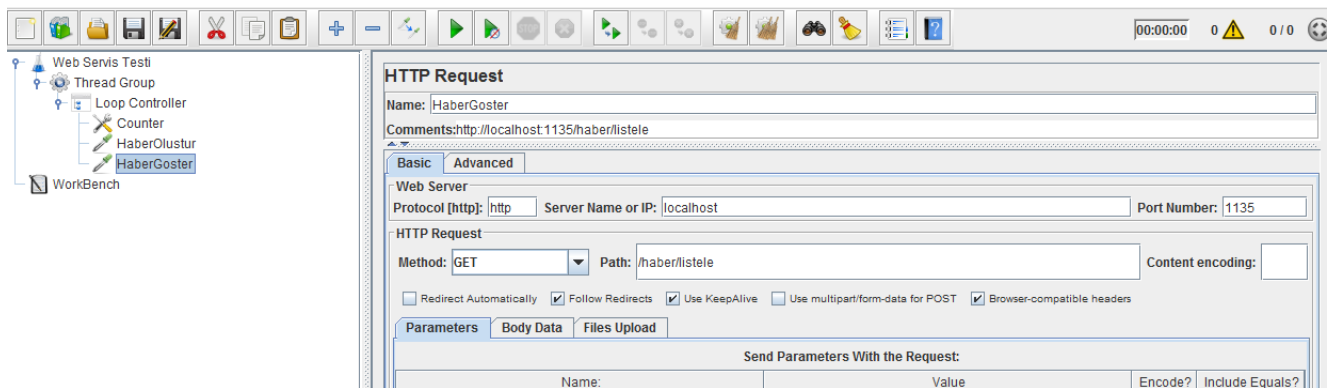 00:00:00 0 0 / 0
Web Servis Testi
Thread Group
Loop Controller
Counter
HaberOlustur
HaberGoster
WorkBench
HTTP Request
Name: HaberGoster
Comments:http://localhost:1135/haber/listele
Basic Advanced
Web Server
Protocol [http]: http Server Name or IP: localhost Port Number: 1135
HTTP Request
Method: GET Path: /haber/listele Content encoding:
Redirect Automatically Follow Redirects Use KeepAlive Use multipart/form-data for POST Browser-compatible headers
Parameters Body Data Files Upload
Send Parameters With the Request:
Name: Value Encode? Include Equals?